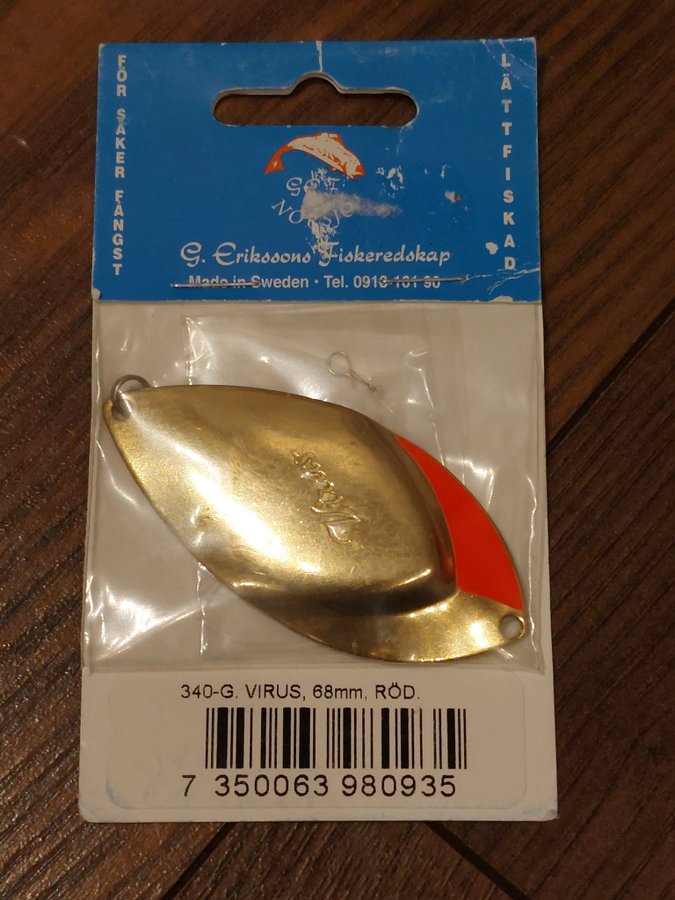 FÖR SÄKER FÅNGST
LÄTTFISKAD
G. Erikssons Fiskeredskap
Made in Sweden · Tel. 0913-101 90
340-G. VIRUS, 68mm, RÖD.
7 350063 980935